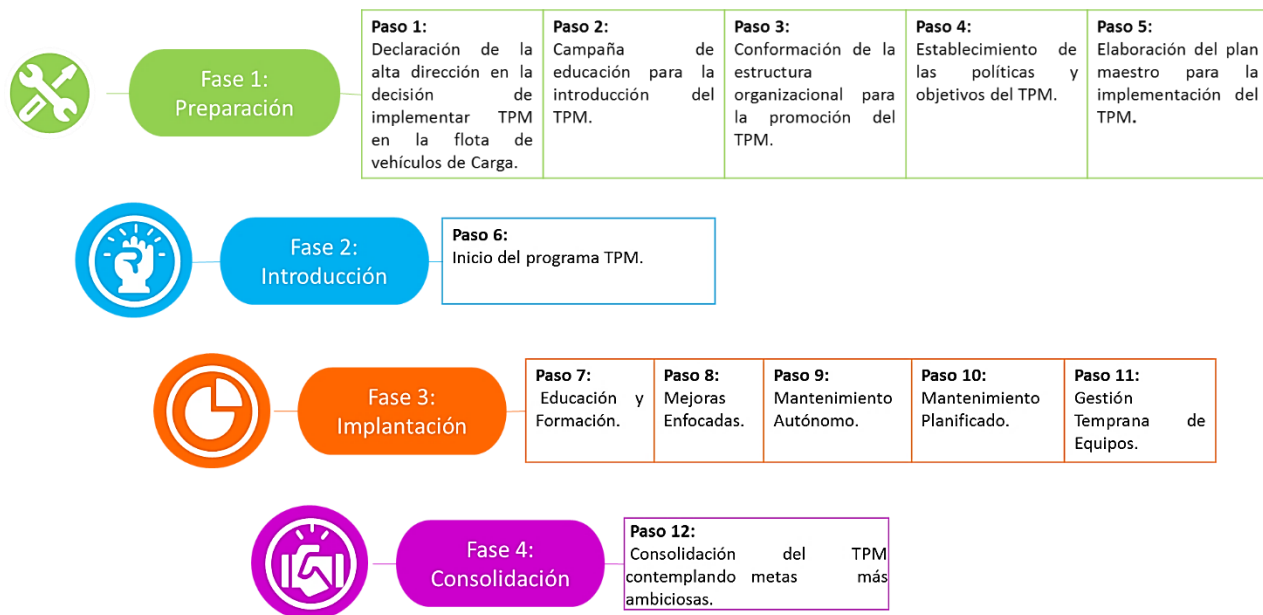 Fase 1:
Preparación
Paso 1:
Declaración de la
alta dirección en la
decisión de
implementar TPM
en la flota de
vehículos de Carga.
Paso 2:
Campaña de
educación para la
introducción del
TPM.
Paso 3:
Conformación de la
estructura
organizacional para
la promoción del
TPM.
Paso 4:
Establecimiento de
las políticas y
objetivos del TPM.
Paso 5:
Elaboración del plan
maestro para la
implementación del
TPM.
Fase 2:
Introducción
Paso 6:
Inicio del programa TPM.
Fase 3:
Implantación
Paso 7:
Educación y
Formación.
Paso 8:
Mejoras
Enfocadas.
Paso 9:
Mantenimiento
Autónomo.
Paso 10:
Mantenimiento
Planificado.
Paso 11:
Gestión
Temprana de
Equipos.
Fase 4:
Consolidación
Paso 12:
Consolidación del TPM
contemplando metas más
ambiciosas.